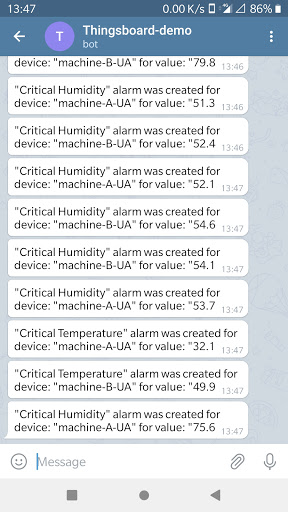 13:47
0.00 K/s
86%
T
Thingsboard-demo
bot
device: "machine-B-UA" for value: "79.8
13:46
"Critical Humidity" alarm was created for
device: "machine-A-UA" for value: "51.3
13:46
"Critical Humidity" alarm was created for
device: "machine-B-UA" for value: "52.4
13:46
"Critical Humidity" alarm was created for
device: "machine-A-UA" for value: "52.1
13:47
"Critical Humidity" alarm was created for
device: "machine-B-UA" for value: "54.6
13:47
"Critical Humidity" alarm was created for
device: "machine-B-UA" for value: "54.1
13:47
"Critical Humidity" alarm was created for
device: "machine-A-UA" for value: "53.7
13:47
"Critical Temperature" alarm was created for
device: "machine-A-UA" for value: "32.1
13:47
"Critical Temperature" alarm was created for
device: "machine-B-UA" for value: "49.9
13:47
"Critical Humidity" alarm was created for
device: "machine-A-UA" for value: "75.6
13:47
Message